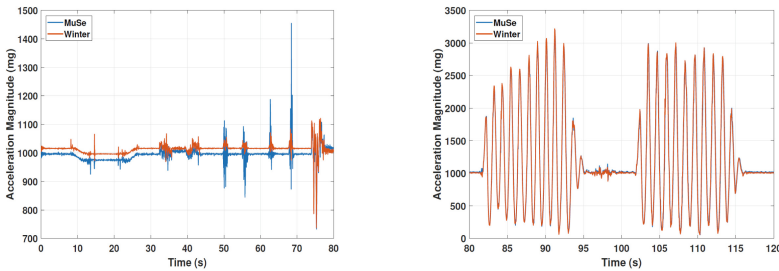 1500
1400
1300
1200
1100
1000
900
800
700
Acceleration Magnitude (mg)
MuSe
Winter
0 10 20 30 40 50 60 70 80
Time (s)
3500
3000
2500
2000
1500
1000
500
0
Acceleration Magnitude (mg)
MuSe
Winter
80 85 90 95 100 105 110 115 120
Time (s)